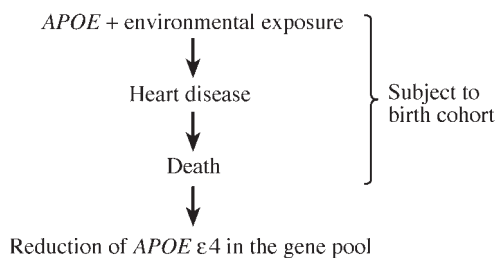 APOE + environmental exposure
Heart disease
Subject to
birth cohort
Death
Reduction of APOE ε4 in the gene pool